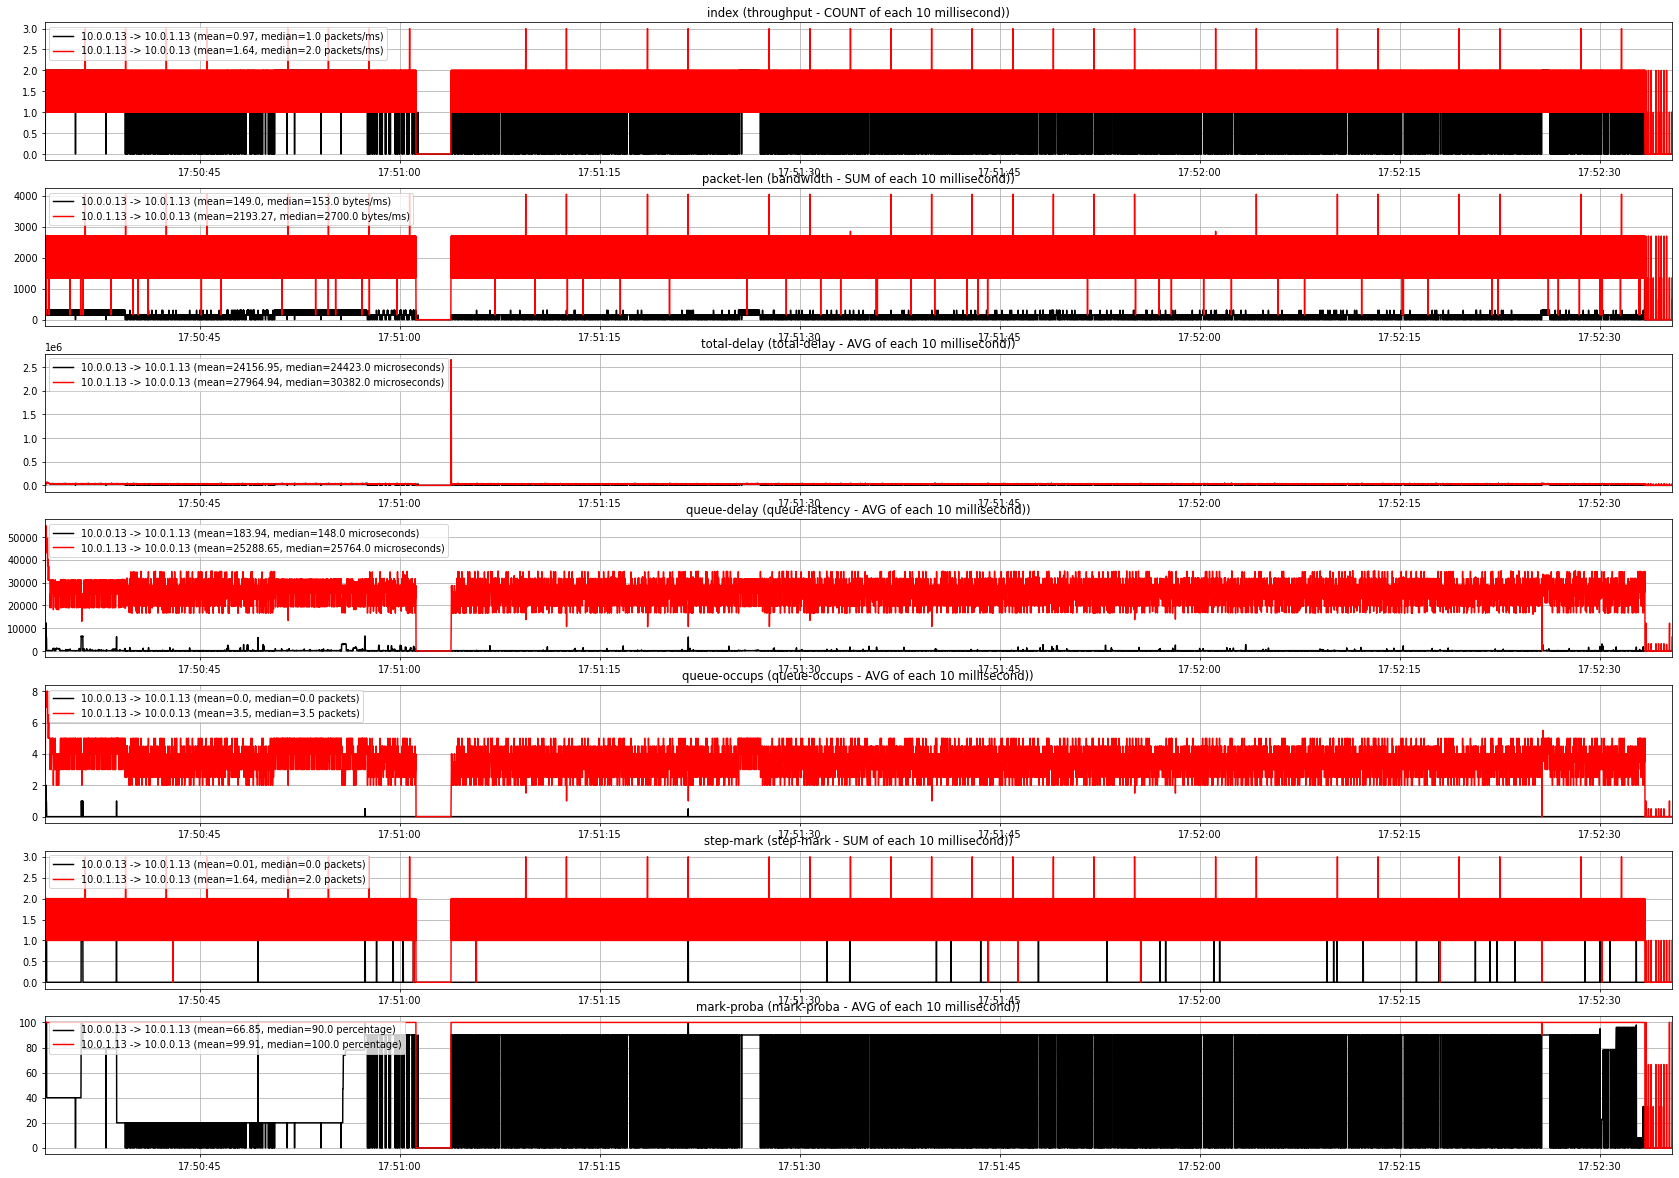 index (throughput - COUNT of each 10 millisecond))
10.0.0.13 -> 10.0.1.13 (mean=0.97, median=1.0 packets/ms)
10.0.1.13 -> 10.0.0.13 (mean=1.64, median=2.0 packets/ms)
3.0
2.5
2.0
1.5
1.0
0.5
0.0
17:50:45 17:51:00 17:51:15 17:51:30 17:51:45 17:52:00 17:52:15 17:52:30
packet-len (bandwidth - SUM of each 10 millisecond))
10.0.0.13 -> 10.0.1.13 (mean=149.0, median=153.0 bytes/ms)
10.0.1.13 -> 10.0.0.13 (mean=2193.27, median=2700.0 bytes/ms)
4000
3000
2000
1000
0
17:50:45 17:51:00 17:51:15 17:51:30 17:51:45 17:52:00 17:52:15 17:52:30
total-delay (total-delay - AVG of each 10 millisecond))
1e6
10.0.0.13 -> 10.0.1.13 (mean=24156.95, median=24423.0 microseconds)
10.0.1.13 -> 10.0.0.13 (mean=27964.94, median=30382.0 microseconds)
2.5
2.0
1.5
1.0
0.5
0.0
17:50:45 17:51:00 17:51:15 17:51:30 17:51:45 17:52:00 17:52:15 17:52:30
queue-delay (queue-latency - AVG of each 10 millisecond))
10.0.0.13 -> 10.0.1.13 (mean=183.94, median=148.0 microseconds)
10.0.1.13 -> 10.0.0.13 (mean=25288.65, median=25764.0 microseconds)
50000
40000
30000
20000
10000
0
17:50:45 17:51:00 17:51:15 17:51:30 17:51:45 17:52:00 17:52:15 17:52:30
queue-occups (queue-occups - AVG of each 10 millisecond))
10.0.0.13 -> 10.0.1.13 (mean=0.0, median=0.0 packets)
10.0.1.13 -> 10.0.0.13 (mean=3.5, median=3.5 packets)
8
6
4
2
0
17:50:45 17:51:00 17:51:15 17:51:30 17:51:45 17:52:00 17:52:15 17:52:30
step-mark (step-mark - SUM of each 10 millisecond))
10.0.0.13 -> 10.0.1.13 (mean=0.01, median=0.0 packets)
10.0.1.13 -> 10.0.0.13 (mean=1.64, median=2.0 packets)
3.0
2.5
2.0
1.5
1.0
0.5
0.0
17:50:45 17:51:00 17:51:15 17:51:30 17:51:45 17:52:00 17:52:15 17:52:30
mark-proba (mark-proba - AVG of each 10 millisecond))
10.0.0.13 -> 10.0.1.13 (mean=66.85, median=90.0 percentage)
10.0.1.13 -> 10.0.0.13 (mean=99.91, median=100.0 percentage)
100
80
60
40
20
0
17:50:45 17:51:00 17:51:15 17:51:30 17:51:45 17:52:00 17:52:15 17:52:30